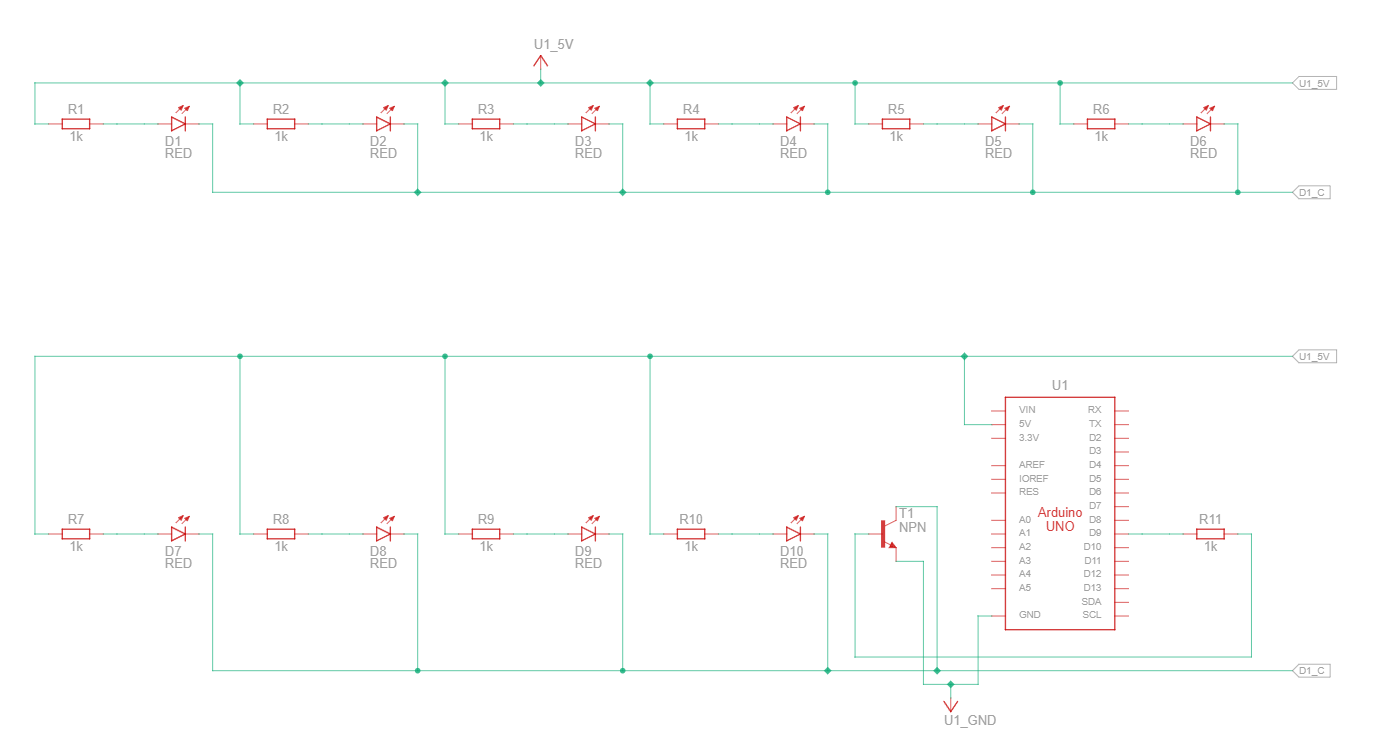 U1_5V
U1_5V
R1 R2 R3 R4 R5 R6
1k 1k 1k 1k 1k 1k
D1 D2 D3 D4 D5 D6
RED RED RED RED RED RED
D1_C
U1_5V
U1
VIN RX
5V TX
3.3V D2
D3
AREF D4
IOREF D5
RES D6
D7
A0 D8
A1 D9
A2 D10
A3 D11
A4 D12
A5 D13
SDA
GND SCL
Arduino
UNO
T1
NPN
R7 R8 R9 R10 R11
1k 1k 1k 1k 1k
D7 D8 D9 D10
RED RED RED RED
D1_C
U1_GND